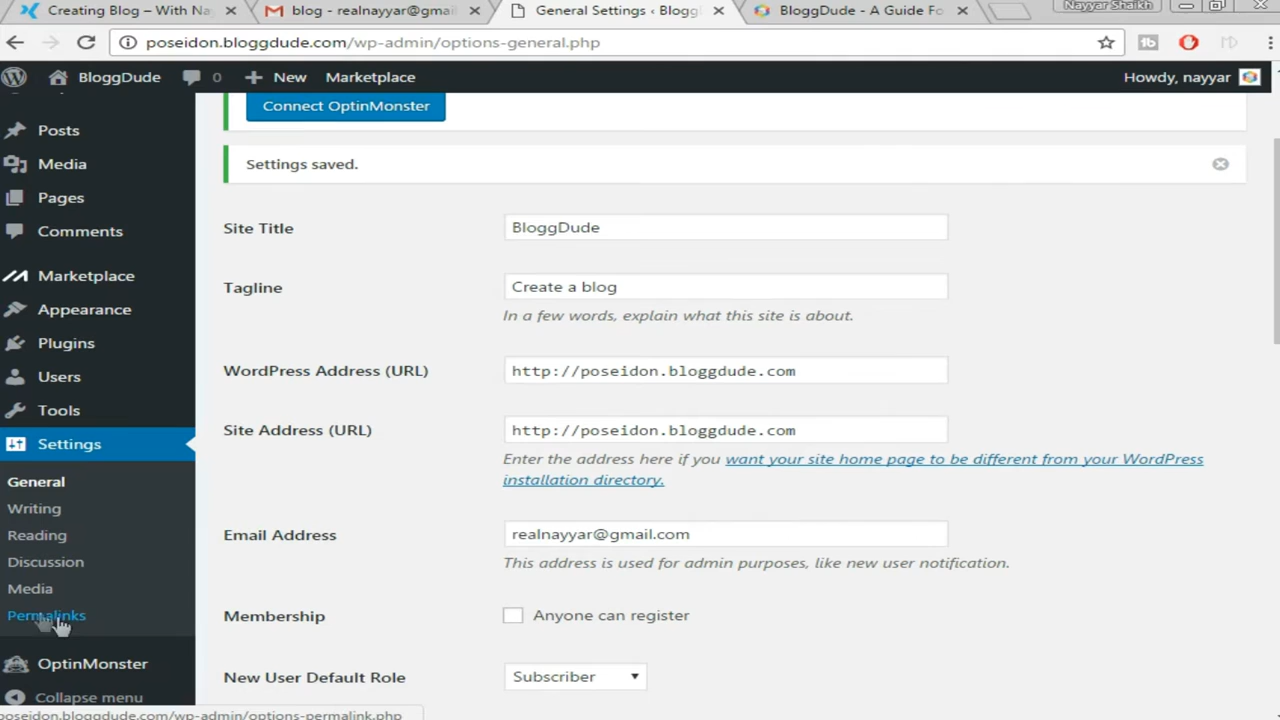 Creating Blog – With Na
blog - realnayyar@gmail
General Settings ‹ Blogg
BloggDude - A Guide Fo
Nayyar Shaikh
poseidon.bloggdude.com/wp-admin/options-general.php
BloggDude
0
New
Marketplace
Howdy, nayyar
Posts
Media
Pages
Comments
Marketplace
Appearance
Plugins
Users
Tools
Settings
General
Writing
Reading
Discussion
Media
Permalinks
OptinMonster
Collapse menu
Connect OptinMonster
Settings saved.
Site Title
BloggDude
Tagline
Create a blog
In a few words, explain what this site is about.
WordPress Address (URL)
http://poseidon.bloggdude.com
Site Address (URL)
http://poseidon.bloggdude.com
Enter the address here if you want your site home page to be different from your WordPress
installation directory.
Email Address
realnayyar@gmail.com
This address is used for admin purposes, like new user notification.
Membership
Anyone can register
New User Default Role
Subscriber
poseidon.bloggdude.com/wp-admin/options-permalink.php